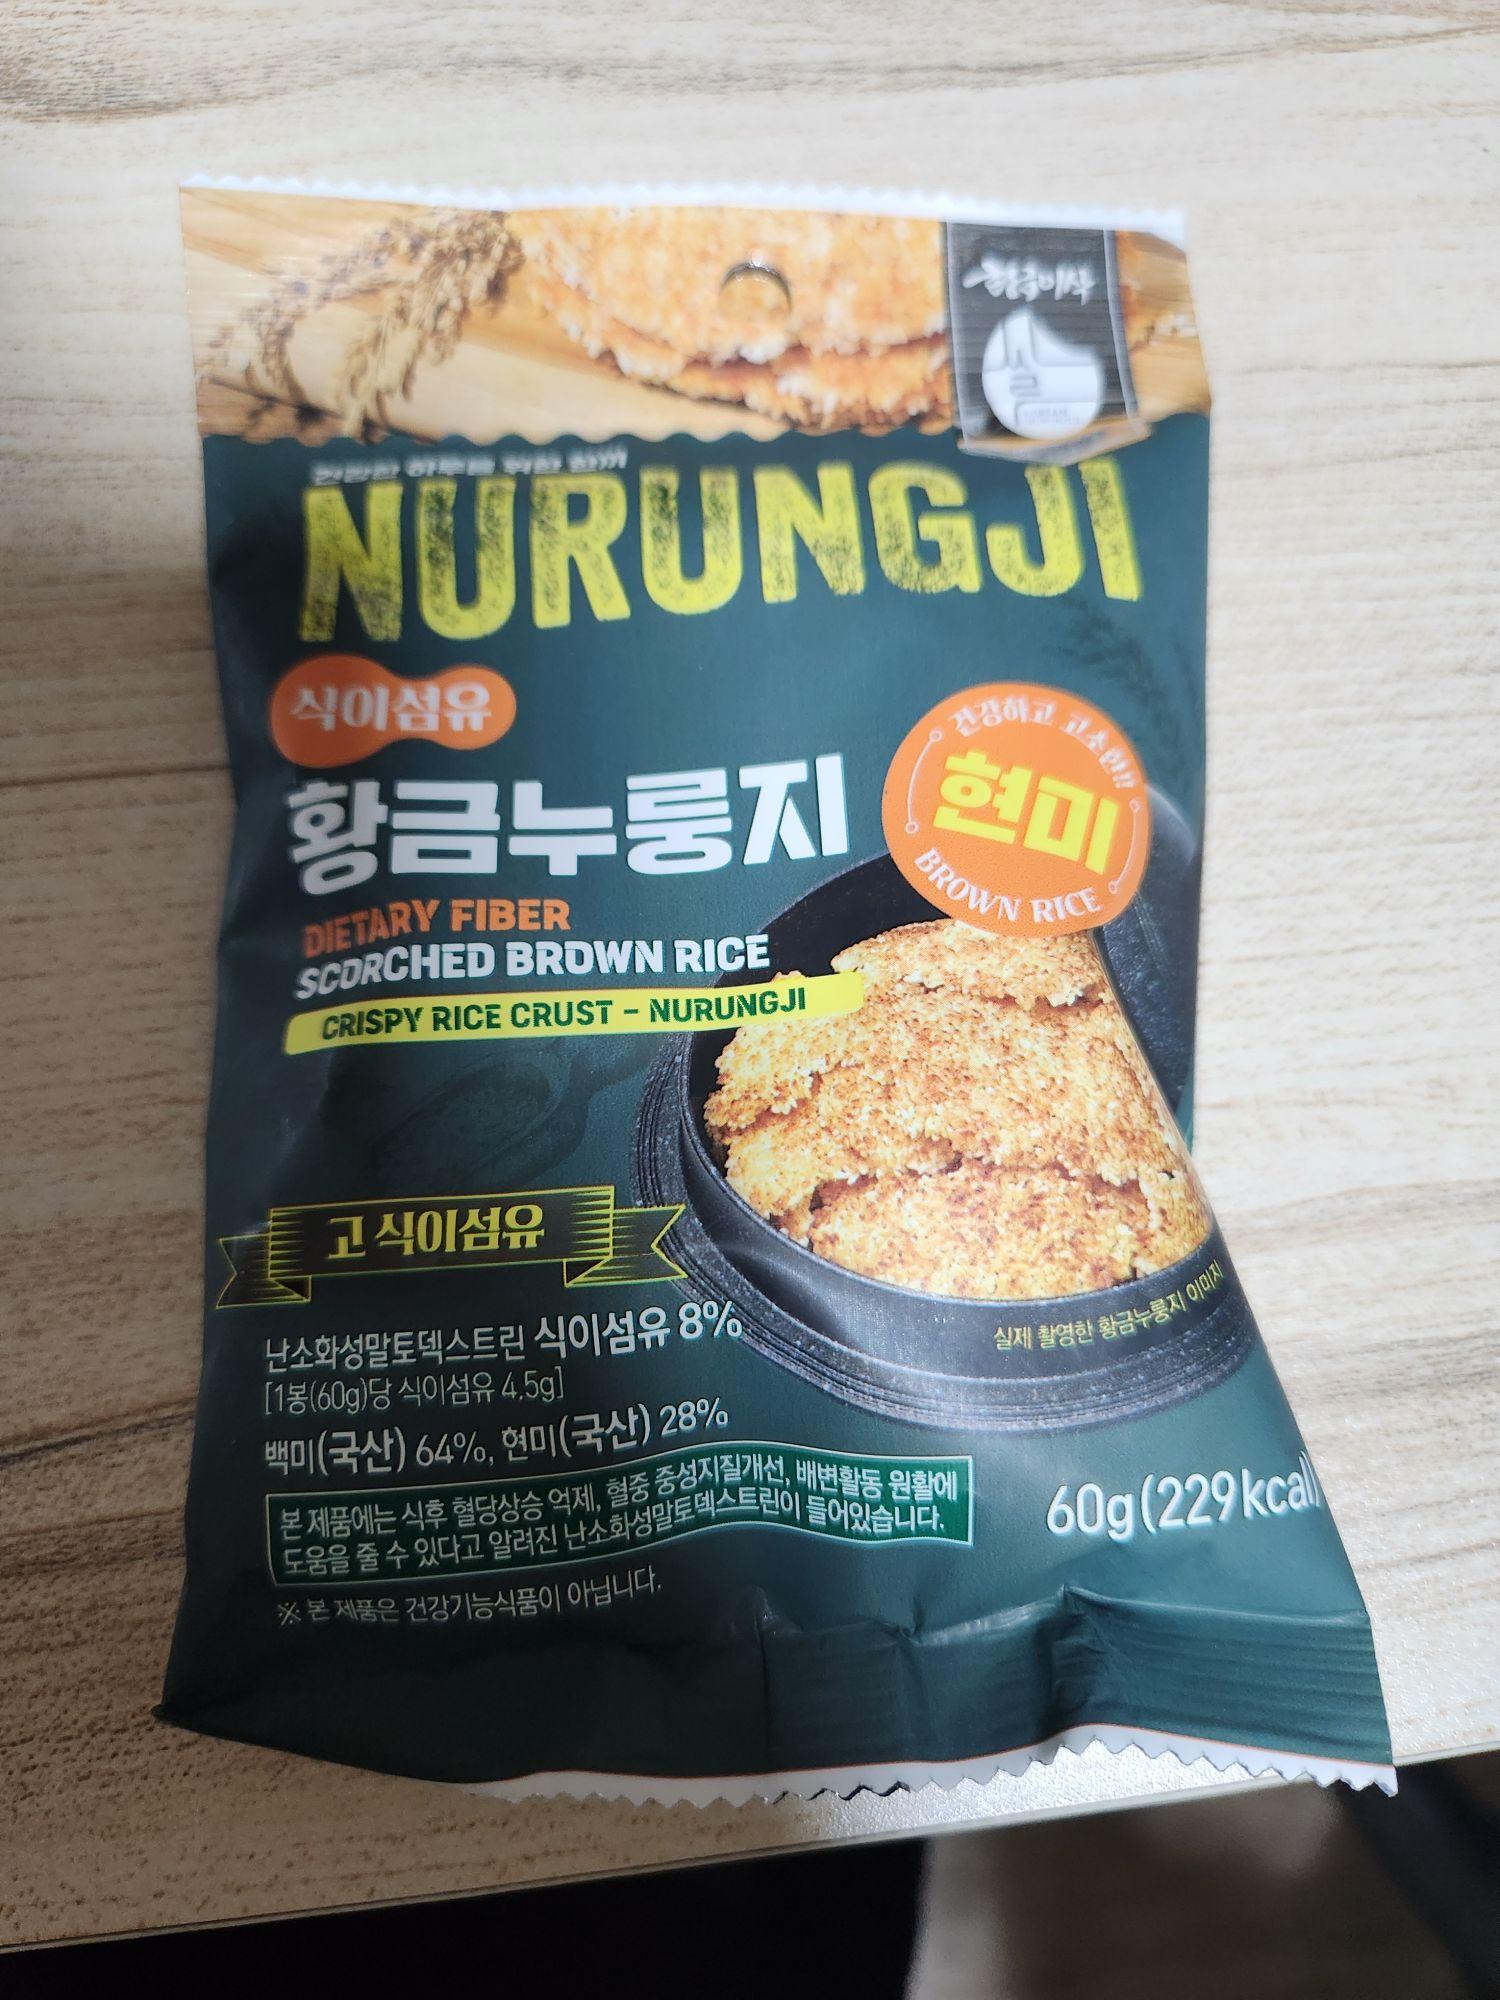 쌀
NURUNGJI
식이섬유
황금누룽지
건강하고 고소한!!
현미
BROWN RICE
DIETARY FIBER
SCORCHED BROWN RICE
CRISPY RICE CRUST - NURUNGJI
고 식이섬유
난소화성말토덱스트린 식이섬유 8%
[1봉(60g)당 식이섬유 4.5g]
백미(국산) 64%, 현미(국산) 28%
본 제품에는 식후 혈당상승 억제, 혈중 중성지질개선, 배변활동 원활에
도움을 줄 수 있다고 알려진 난소화성말토덱스트린이 들어있습니다.
※ 본 제품은 건강기능식품이 아닙니다.
실제 촬영한 황금누룽지 이미지
60g(229kcal)